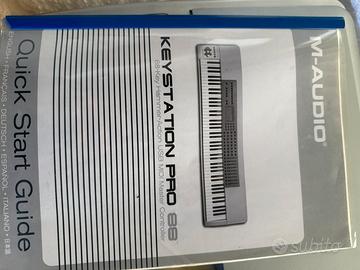 M-AUDIO
KEYSTATION PRO 88
88-Key Hammer-Action USB MIDI Master Controller
Quick Start Guide
ENGLISH • FRANÇAIS • DEUTSCH • ESPAÑOL • ITALIANO • 日本語
subito